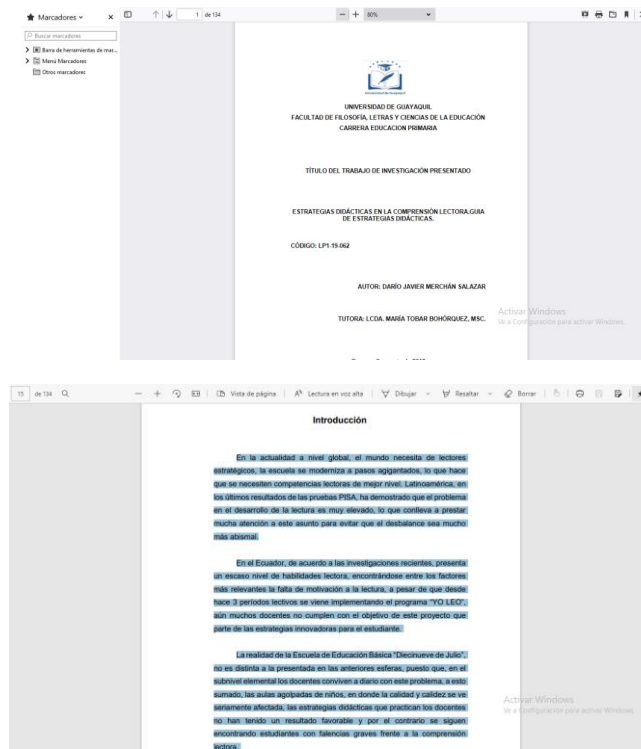 Marcadores
1 de 134
80%
Buscar marcadores
Barra de herramientas de mar...
Menú Marcadores
Otros marcadores
UNIVERSIDAD DE GUAYAQUIL
FACULTAD DE FILOSOFÍA, LETRAS Y CIENCIAS DE LA EDUCACIÓN
CARRERA EDUCACION PRIMARIA
TÍTULO DEL TRABAJO DE INVESTIGACIÓN PRESENTADO
ESTRATEGIAS DIDÁCTICAS EN LA COMPRENSIÓN LECTORA.GUIA
DE ESTRATEGIAS DIDÁCTICAS.
CÓDIGO: LP1-19-062
AUTOR: DARÍO JAVIER MERCHÁN SALAZAR
TUTORA: LCDA. MARÍA TOBAR BOHÓRQUEZ, MSC.
Activar Windows
Ve a Configuración para activar Windows.
15 de 134
Vista de página
Lectura en voz alta
Dibujar
Resaltar
Borrar
Introducción
En la actualidad a nivel global, el mundo necesita de lectores
estratégicos, la escuela se moderniza a pasos agigantados, lo que hace
que se necesiten competencias lectoras de mejor nivel. Latinoamérica, en
los últimos resultados de las pruebas PISA, ha demostrado que el problema
en el desarrollo de la lectura es muy elevado, lo que conlleva a prestar
mucha atención a este asunto para evitar que el desbalance sea mucho
más abismal.
En el Ecuador, de acuerdo a las investigaciones recientes, presenta
un escaso nivel de habilidades lectora, encontrándose entre los factores
más relevantes la falta de motivación a la lectura, a pesar de que desde
hace 3 períodos lectivos se viene implementando el programa "YO LEO",
aún muchos docentes no cumplen con el objetivo de este proyecto que
parte de las estrategias innovadoras para el estudiante.
La realidad de la Escuela de Educación Básica "Diecinueve de Julio",
no es distinta a la presentada en las anteriores esferas, puesto que, en el
subnivel elemental los docentes conviven a diario con este problema, a esto
sumado, las aulas agolpadas de niños, en donde la calidad y calidez se ve
seriamente afectada, las estrategias didácticas que practican los docentes
no han tenido un resultado favorable y por el contrario se siguen
encontrando estudiantes con falencias graves frente a la comprensión
lectora.
Activar Windows
Ve a Configuración para activar Windows.